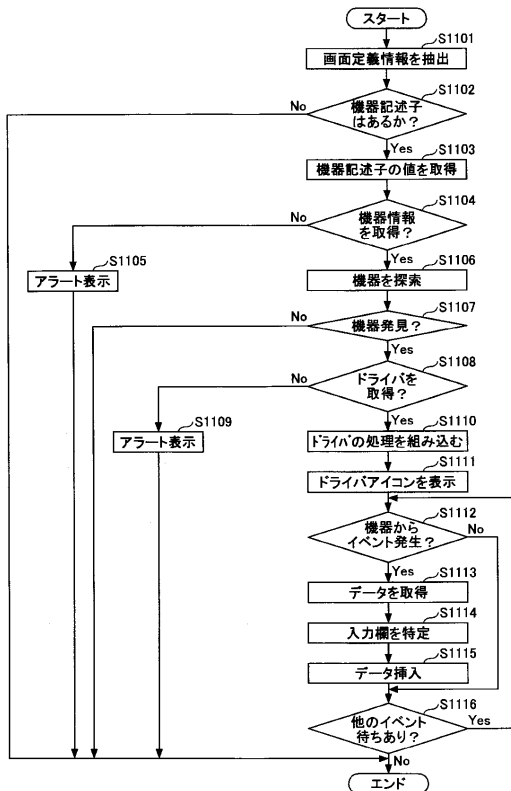 スタート
S1101
画面定義情報を抽出
S1102
No
機器記述子
はあるか？
Yes
S1103
機器記述子の値を取得
S1104
No
機器情報
を取得？
S1105
アラート表示
Yes
S1106
機器を探索
S1107
No
機器発見？
Yes
S1108
No
ドライバを
取得？
S1109
アラート表示
Yes
S1110
ドライバの処理を組み込む
S1111
ドライバアイコンを表示
S1112
機器から
イベント発生？
No
Yes
S1113
データを取得
S1114
入力欄を特定
S1115
データ挿入
S1116
他のイベント
待ちあり？
Yes
No
エンド